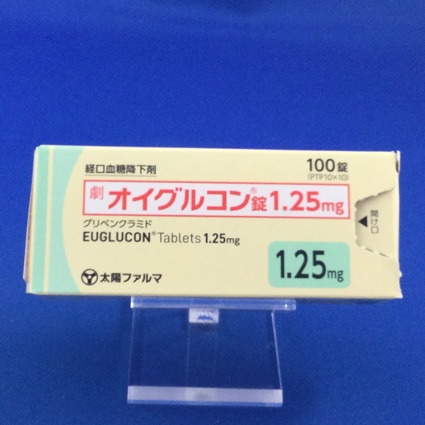 経口血糖降下剤
100錠
(PTP10×10)
劇 オイグルコン®錠1.25mg
グリベンクラミド
EUGLUCON® Tablets 1.25mg
開け口
1.25mg
太陽ファルマ